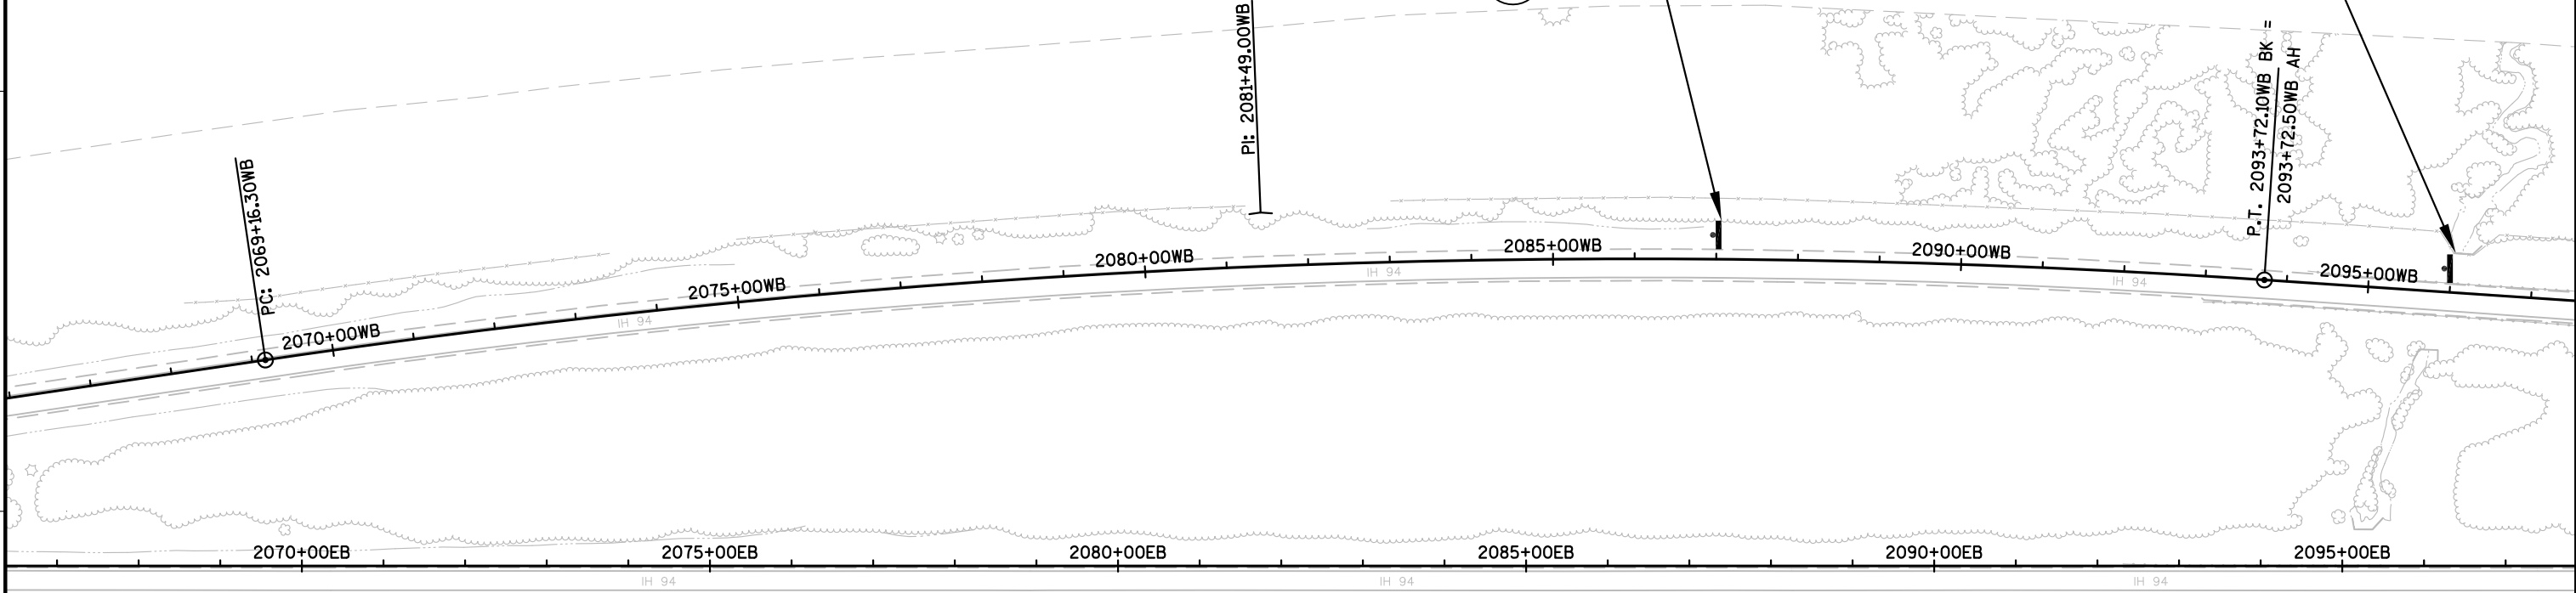 PC: 2069+16.30WB
PI: 2081+49.00WB
P.T. 2093+72.10WB BK =
2093+72.50WB AH
2070+00WB
2075+00WB
2080+00WB
2085+00WB
2090+00WB
2095+00WB
IH 94
IH 94
IH 94
2070+00EB
2075+00EB
2080+00EB
2085+00EB
2090+00EB
2095+00EB
IH 94
IH 94
IH 94